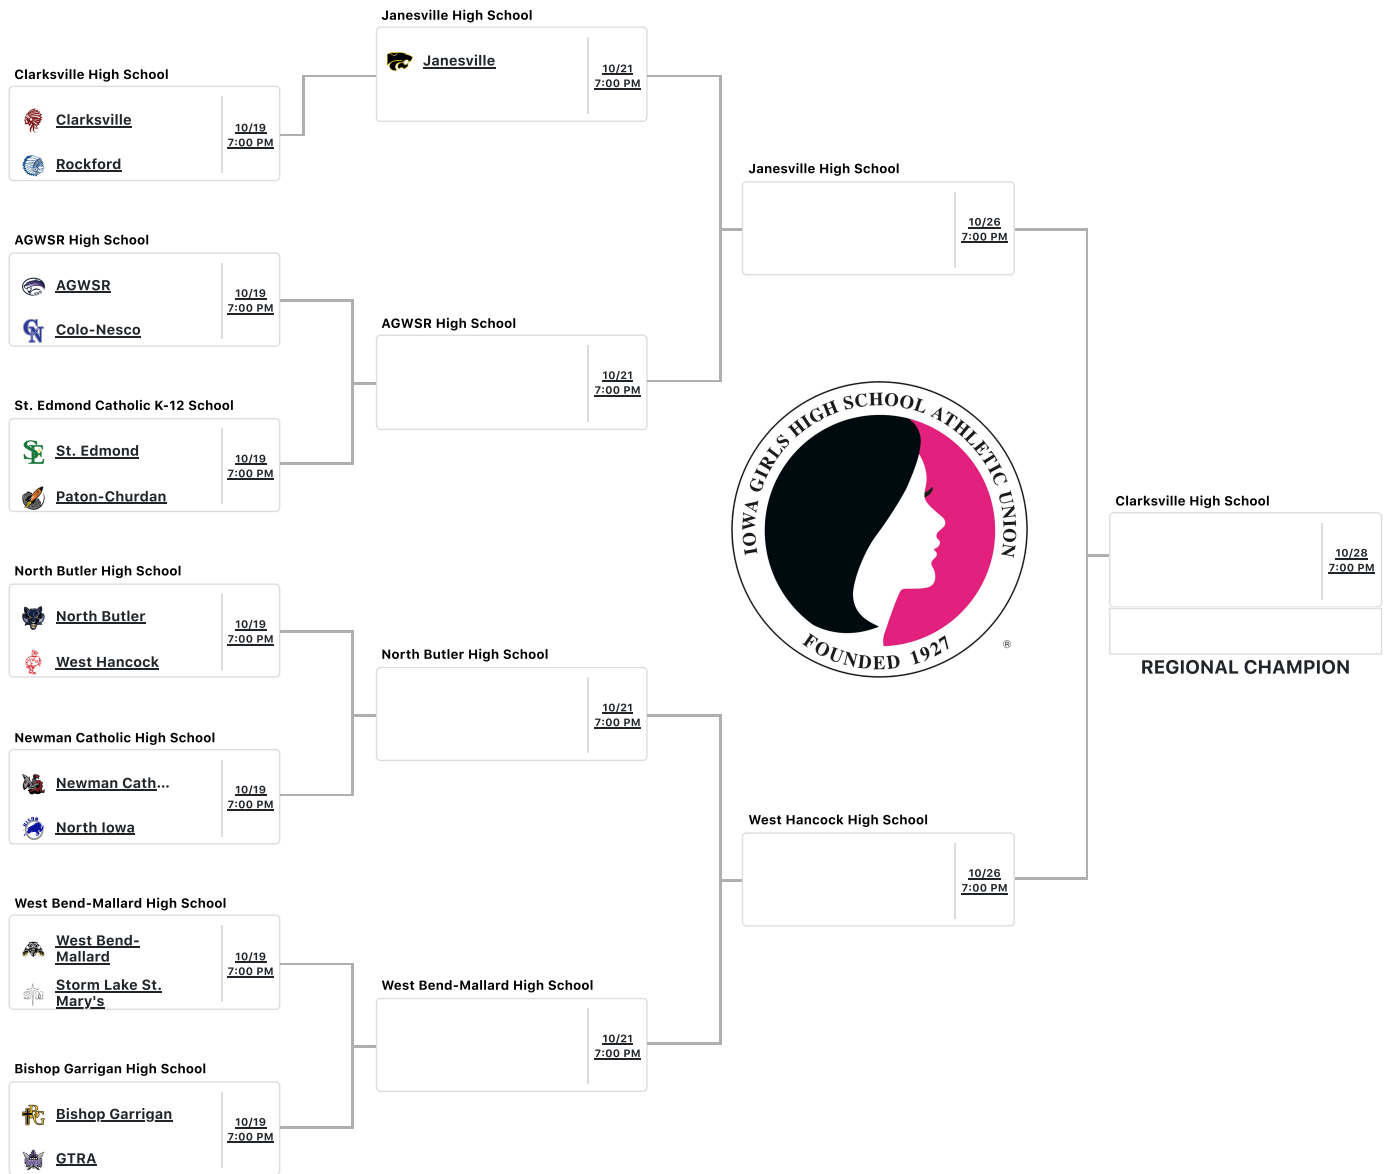 Janesville High School
Janesville
10/21
7:00 PM
Clarksville High School
Clarksville
Rockford
10/19
7:00 PM
AGWSR High School
AGWSR
Colo-Nesco
10/19
7:00 PM
St. Edmond Catholic K-12 School
St. Edmond
Paton-Churdan
10/19
7:00 PM
North Butler High School
North Butler
West Hancock
10/19
7:00 PM
Newman Catholic High School
Newman Cath...
North Iowa
10/19
7:00 PM
West Bend-Mallard High School
West Bend-
Mallard
Storm Lake St.
Mary's
10/19
7:00 PM
Bishop Garrigan High School
Bishop Garrigan
GTRA
10/19
7:00 PM
AGWSR High School
10/21
7:00 PM
North Butler High School
10/21
7:00 PM
West Bend-Mallard High School
10/21
7:00 PM
Janesville High School
10/26
7:00 PM
IOWA GIRLS HIGH SCHOOL ATHLETIC UNION
FOUNDED 1927
®
West Hancock High School
10/26
7:00 PM
Clarksville High School
10/28
7:00 PM
REGIONAL CHAMPION